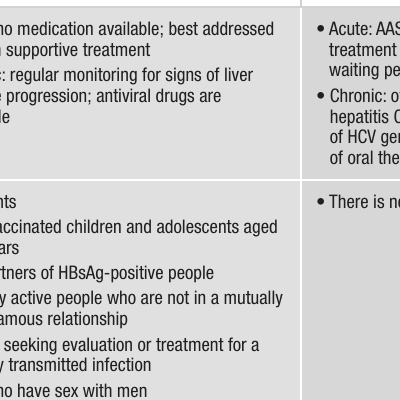 no medication available; best addressed
supportive treatment
: regular monitoring for signs of liver
progression; antiviral drugs are
• Acute: AAS
treatment
waiting pe
• Chronic: o
hepatitis C
of HCV ge
of oral the
accinated children and adolescents aged
rtners of HBsAg-positive people
y active people who are not in a mutually
amous relationship
seeking evaluation or treatment for a
y transmitted infection
ho have sex with men
• There is n